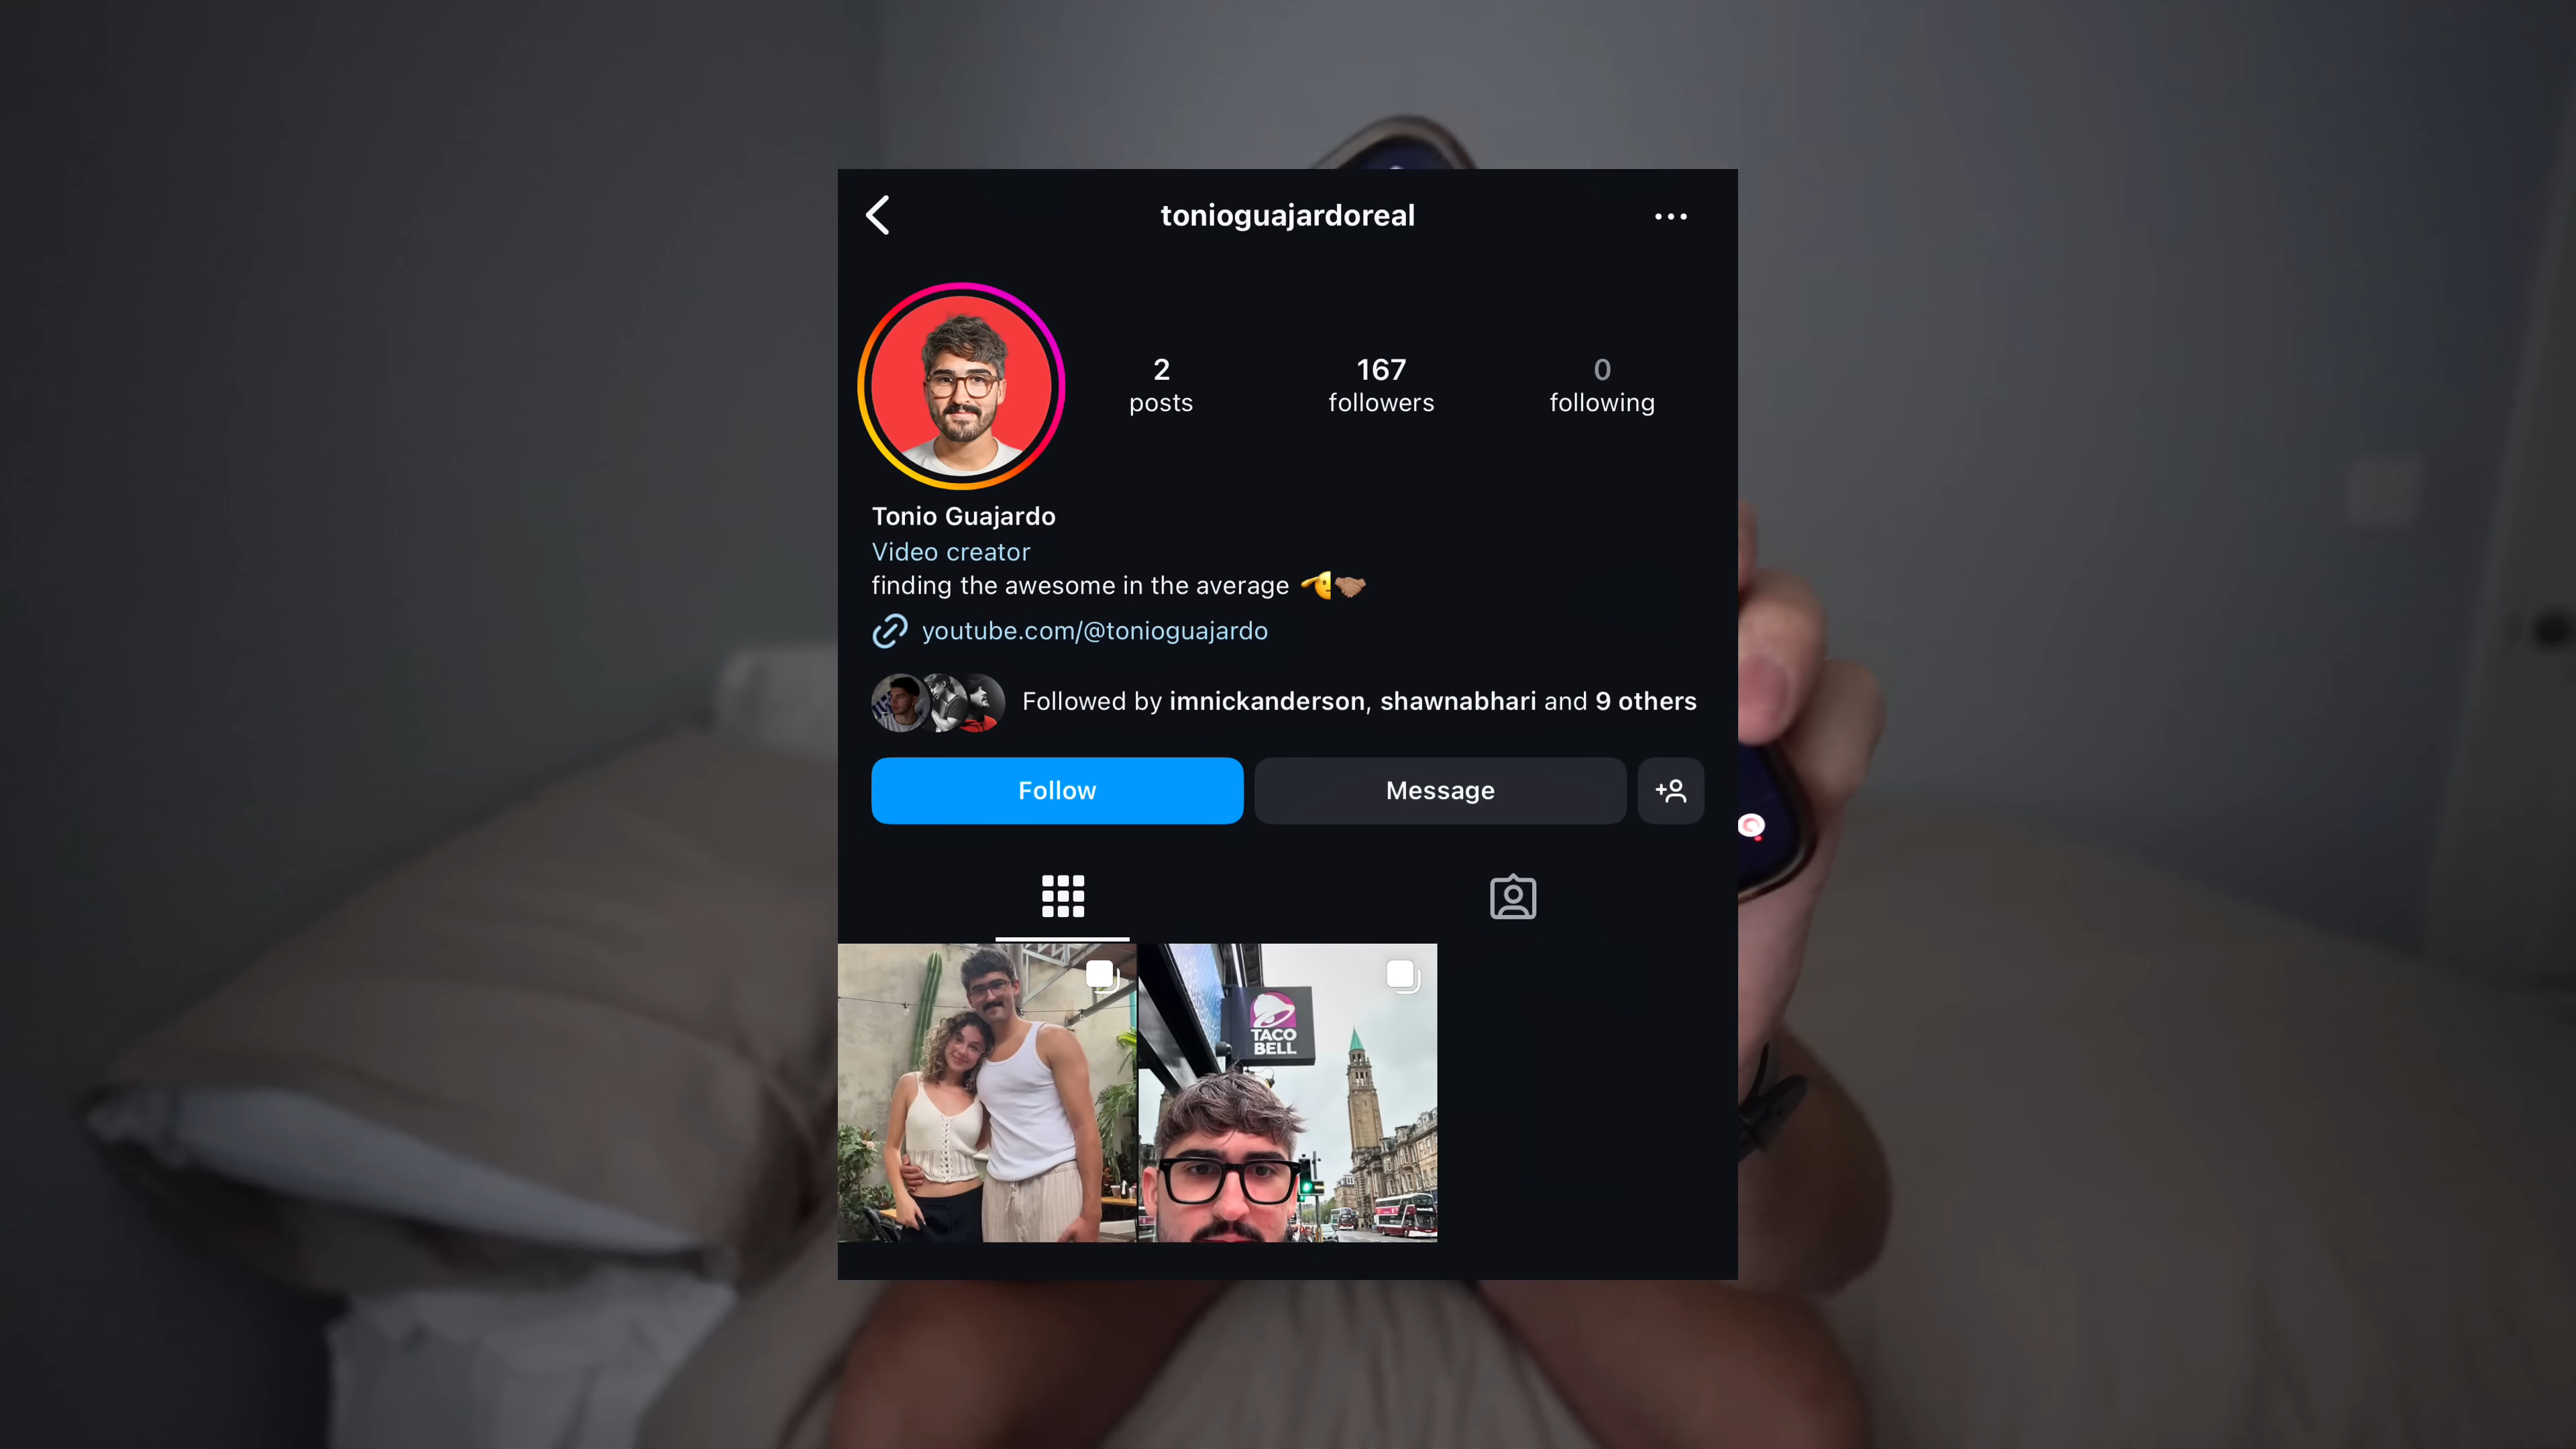 tonioguajardoreal
2
posts
167
followers
0
following
Tonio Guajardo
Video creator
finding the awesome in the average 🫡🤝🏽
youtube.com/@tonioguajardo
Followed by imnickanderson, shawnabhari and 9 others
Follow
Message
TACO
BELL